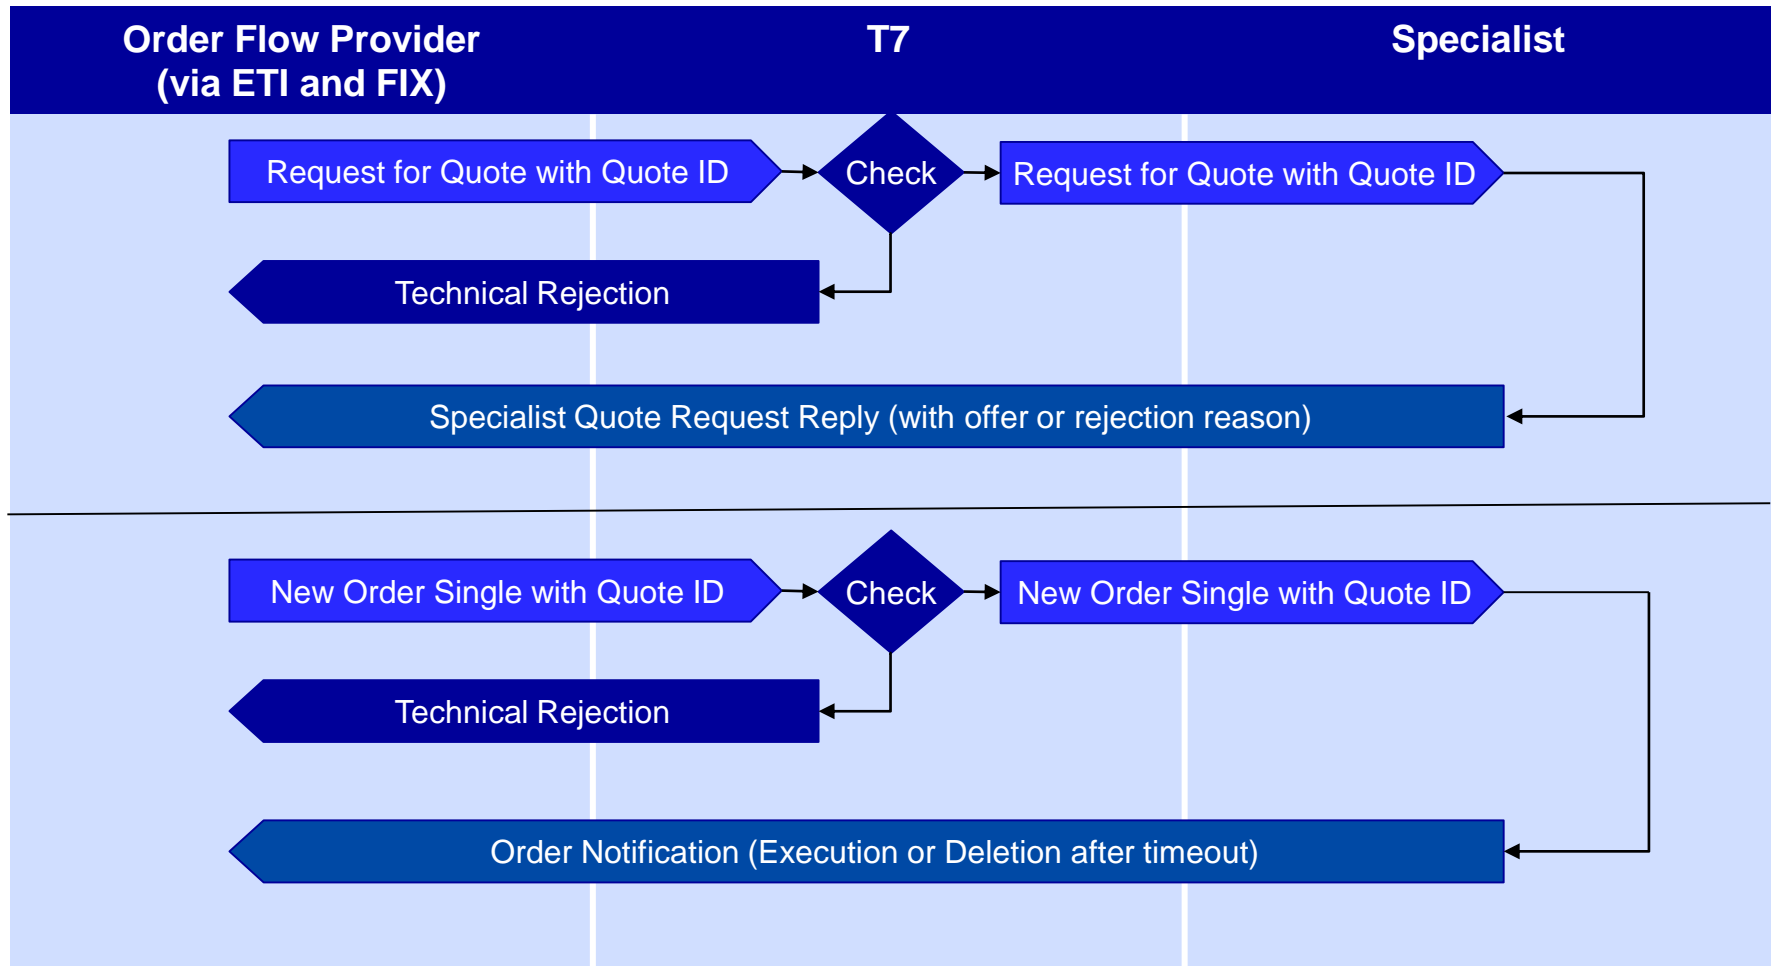 Order Flow Provider
(via ETI and FIX)
T7
Specialist
Request for Quote with Quote ID
Check
Request for Quote with Quote ID
Technical Rejection
Specialist Quote Request Reply (with offer or rejection reason)
New Order Single with Quote ID
Check
New Order Single with Quote ID
Technical Rejection
Order Notification (Execution or Deletion after timeout)